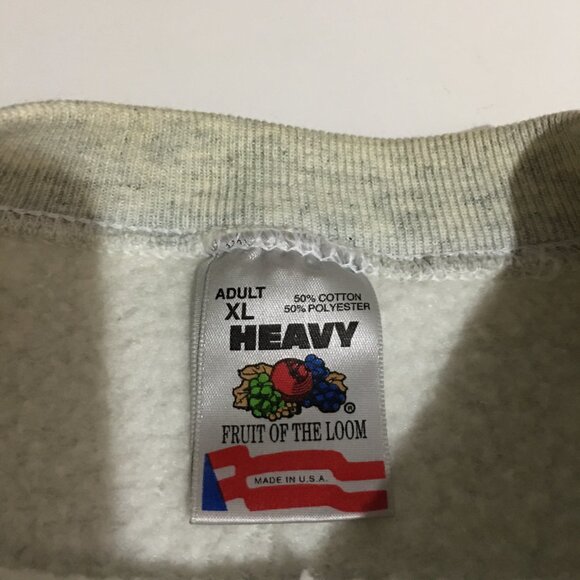 ADULT
XL
50% COTTON
50% POLYESTER
HEAVY
®
FRUIT OF THE LOOM
MADE IN U.S.A.